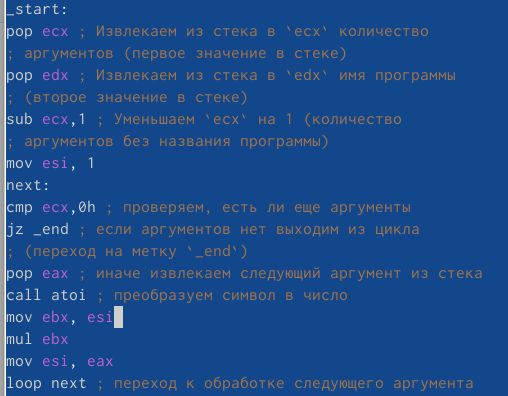 _start:
pop ecx ; Извлекаем из стека в `ecx` количество
; аргументов (первое значение в стеке)
pop edx ; Извлекаем из стека в `edx` имя программы
; (второе значение в стеке)
sub ecx,1 ; Уменьшаем `ecx` на 1 (количество
; аргументов без названия программы)
mov esi, 1
next:
cmp ecx,0h ; проверяем, есть ли еще аргументы
jz _end ; если аргументов нет выходим из цикла
; (переход на метку `_end`)
pop eax ; иначе извлекаем следующий аргумент из стека
call atoi ; преобразуем символ в число
mov ebx, esi
mul ebx
mov esi, eax
loop next ; переход к обработке следующего аргумента